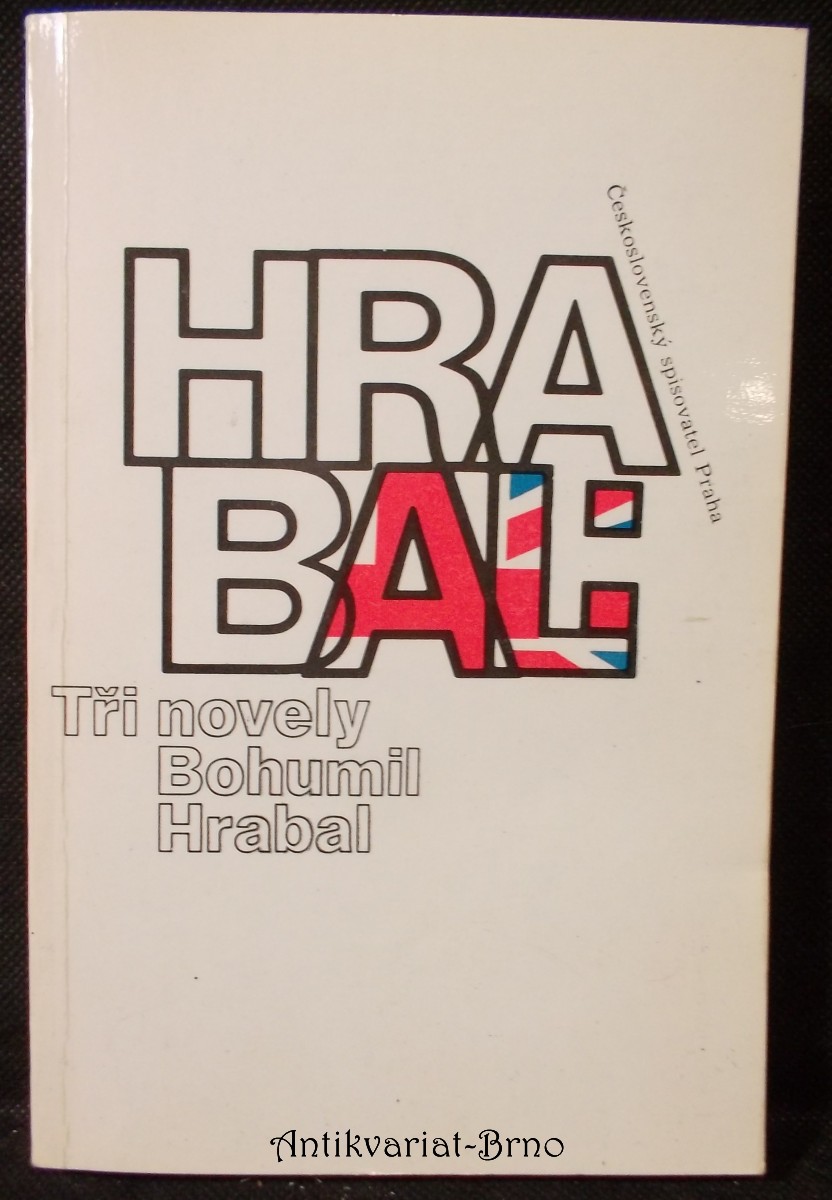 HRA
BAL
Československý spisovatel Praha
Tři novely
Bohumil
Hrabal
Antikvariat-Brno